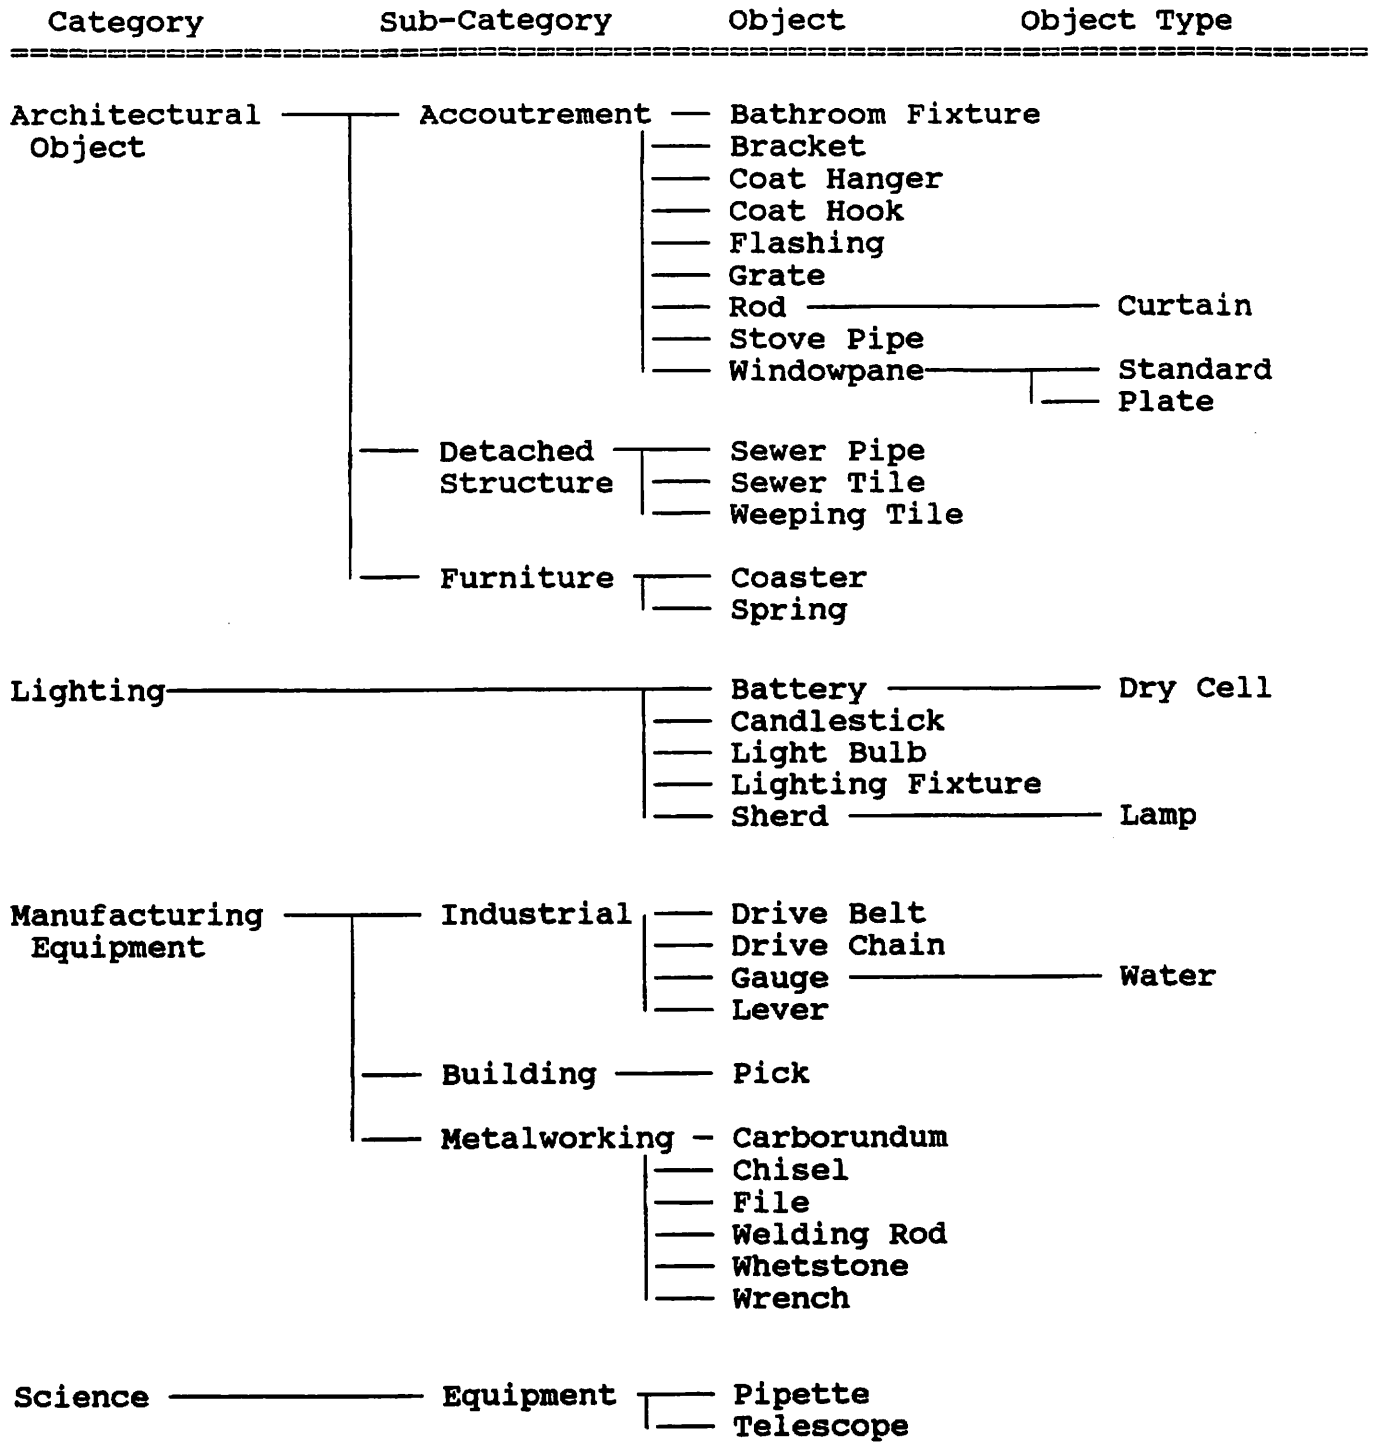 Category Sub-Category Object Object Type
Architectural Accoutrement Bathroom Fixture
Object Bracket
Coat Hanger
Coat Hook
Flashing
Grate
Rod Curtain
Stove Pipe
Windowpane Standard
Plate
Detached Sewer Pipe
Structure Sewer Tile
Weeping Tile
Furniture Coaster
Spring
Lighting Battery Dry Cell
Candlestick
Light Bulb
Lighting Fixture
Sherd Lamp
Manufacturing Industrial Drive Belt
Equipment Drive Chain
Gauge Water
Lever
Building Pick
Metalworking Carborundum
Chisel
File
Welding Rod
Whetstone
Wrench
Science Equipment Pipette
Telescope